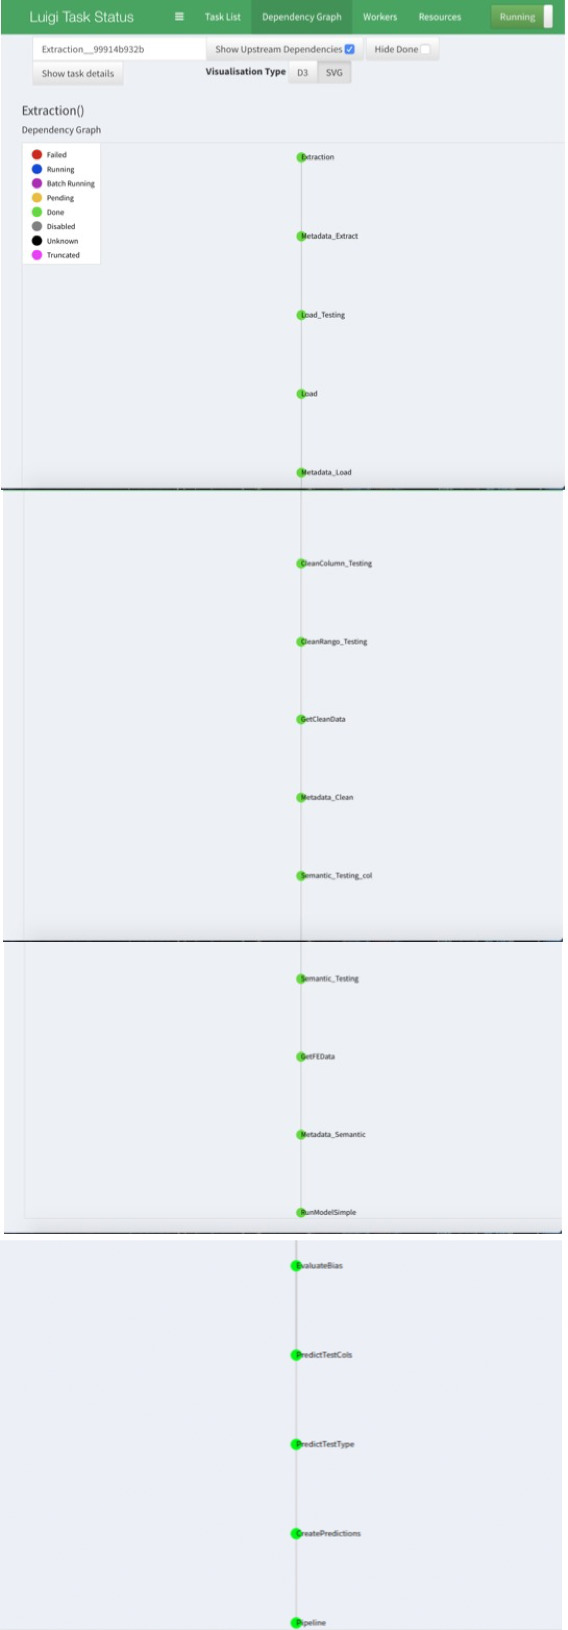 Luigi Task Status Task List Dependency Graph Workers Resources Running
Extraction__99914b932b Show Upstream Dependencies Hide Done
Show task details Visualisation Type D3 SVG
Extraction()
Dependency Graph
Failed
Running
Batch Running
Pending
Done
Disabled
Unknown
Truncated
Extraction
Metadata_Extract
Load_Testing
Load
Metadata_Load
CleanColumn_Testing
CleanRango_Testing
GetCleanData
Metadata_Clean
Semantic_Testing_col
Semantic_Testing
GetFEData
Metadata_Semantic
RunModelSimple
EvaluateBias
PredictTestCols
PredictTestType
CreatePredictions
Pipeline